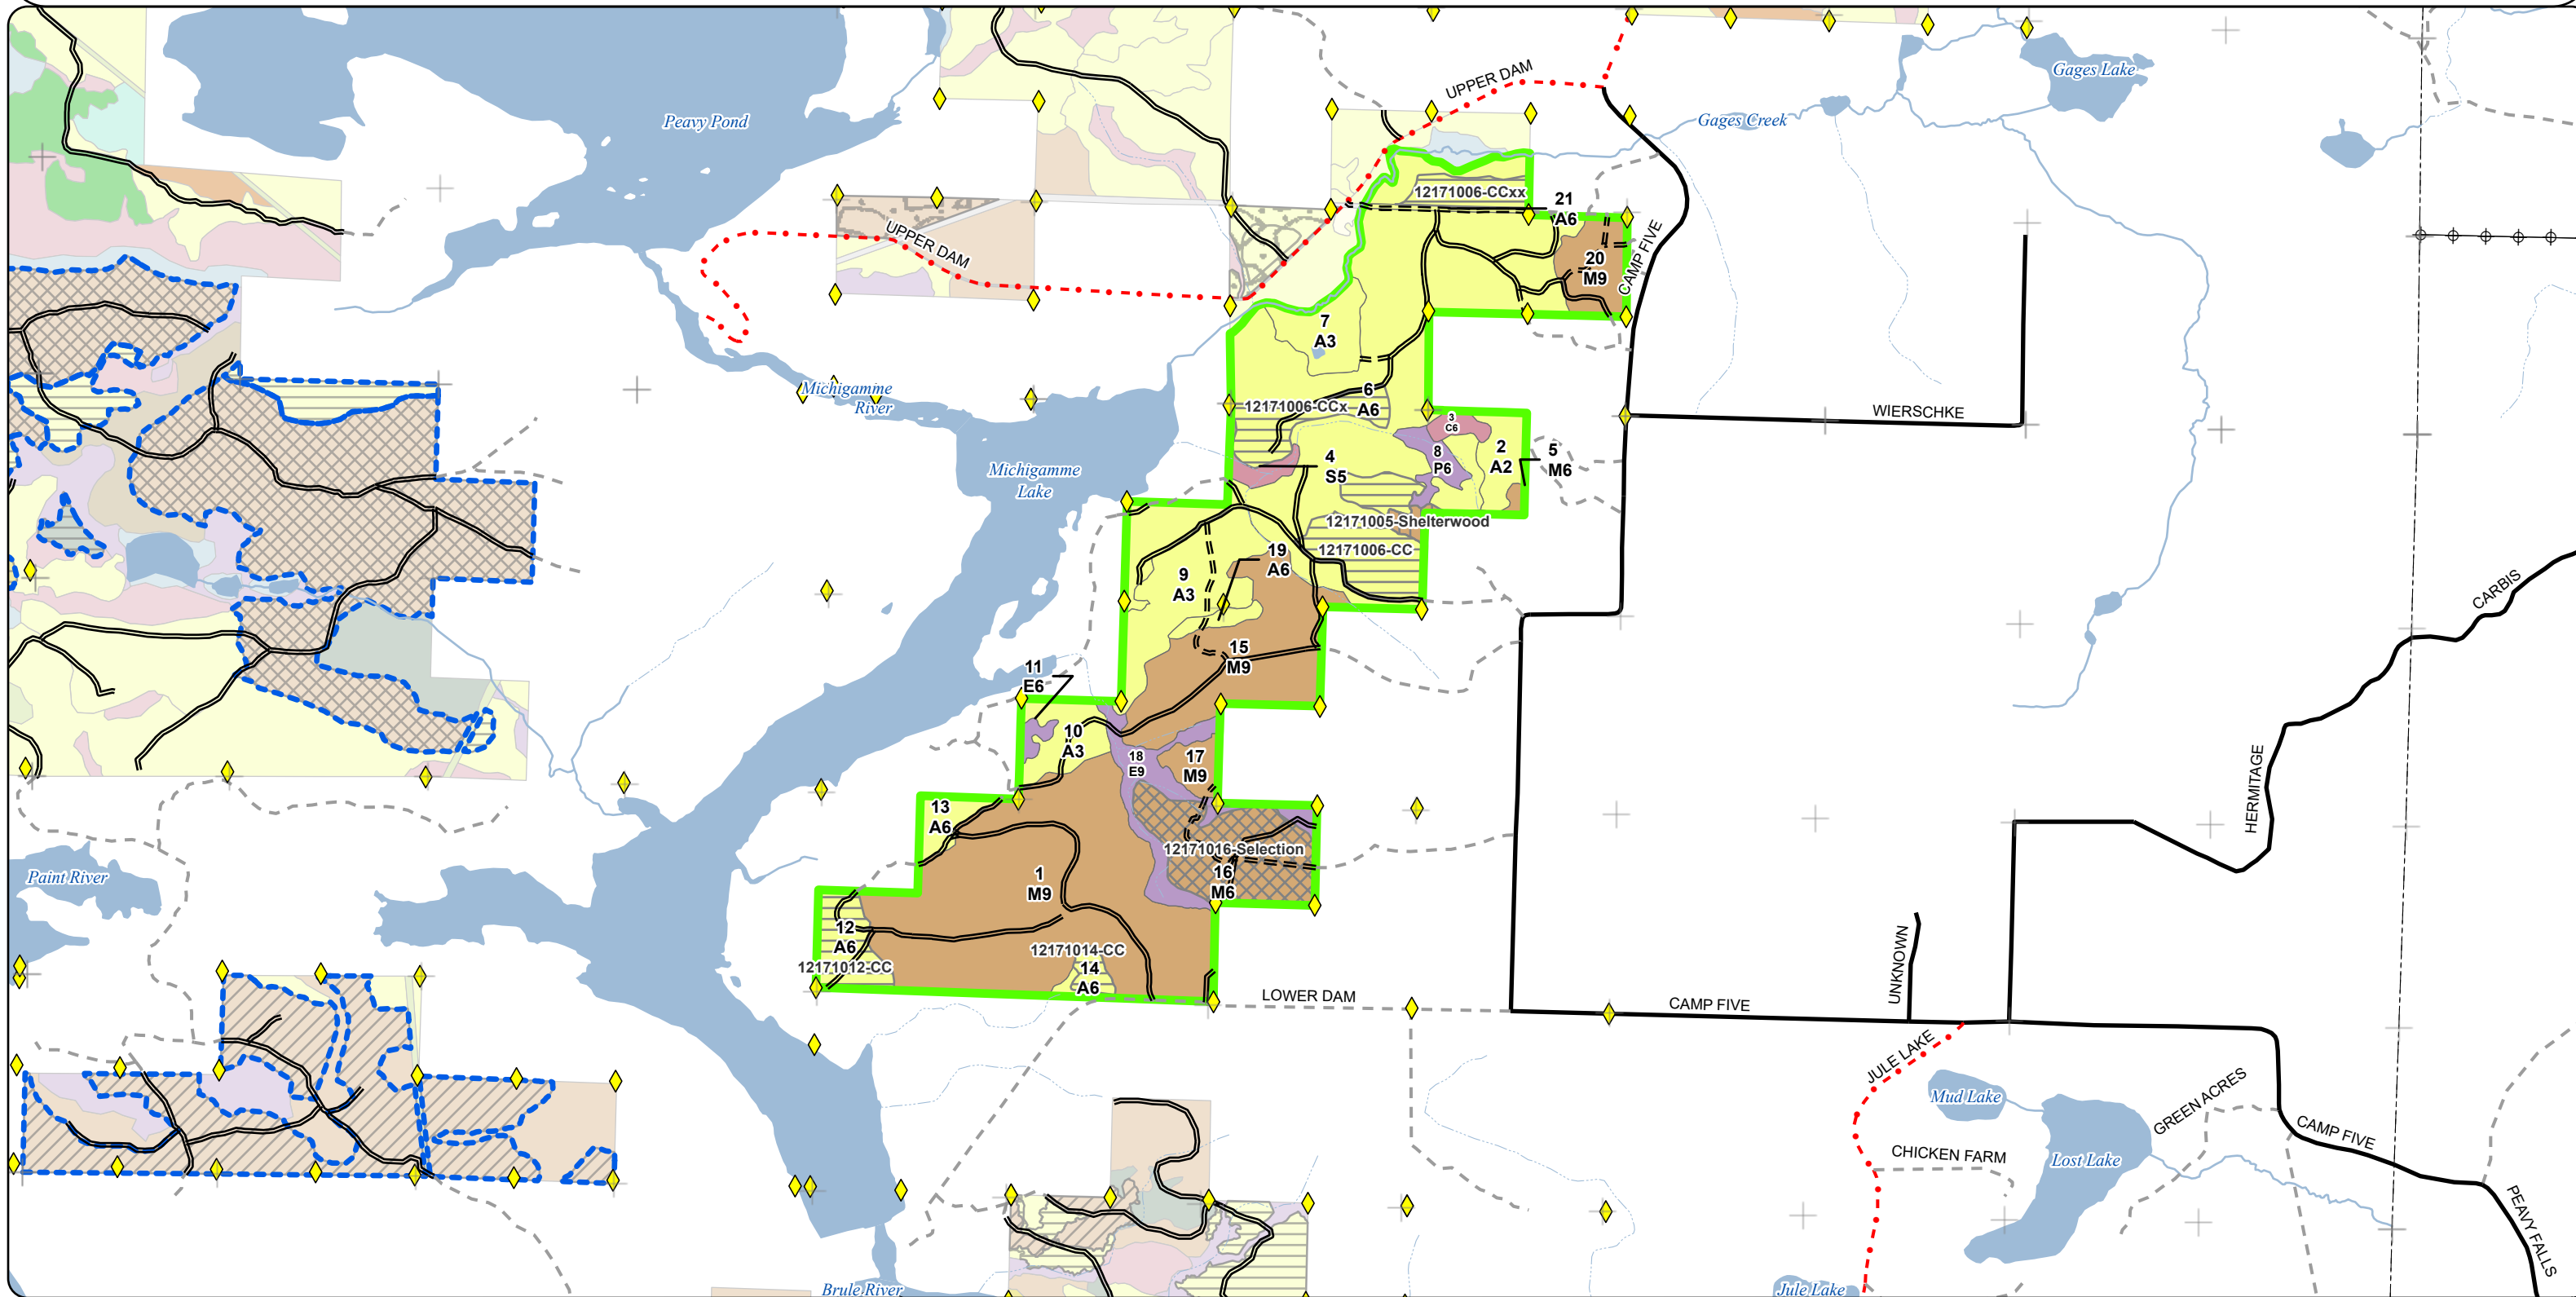 Gages Lake
UPPER DAM
Peavy Pond
Gages Creek
12171006-CCxx
21
A6
UPPER DAM
20
M9
CAMP FIVE
7
A3
Michigamme
River
6
A6
12171006-CCx
WIERSCHKE
3
C6
2
A2
8
P6
5
M6
4
S5
Michigamme
Lake
12171005-Shelterwood
12171006-CC
19
A6
9
A3
CARBIS
15
M9
11
E6
10
A3
18
E9
17
M9
HERMITAGE
13
A6
12171016-Selection
16
M6
1
M9
Paint River
12
A6
12171014-CC
14
A6
12171012-CC
UNKNOWN
LOWER DAM
CAMP FIVE
JULE LAKE
Mud Lake
GREEN ACRES
CAMP FIVE
CHICKEN FARM
Lost Lake
PEAVY FALLS
Brule River
Jule Lake